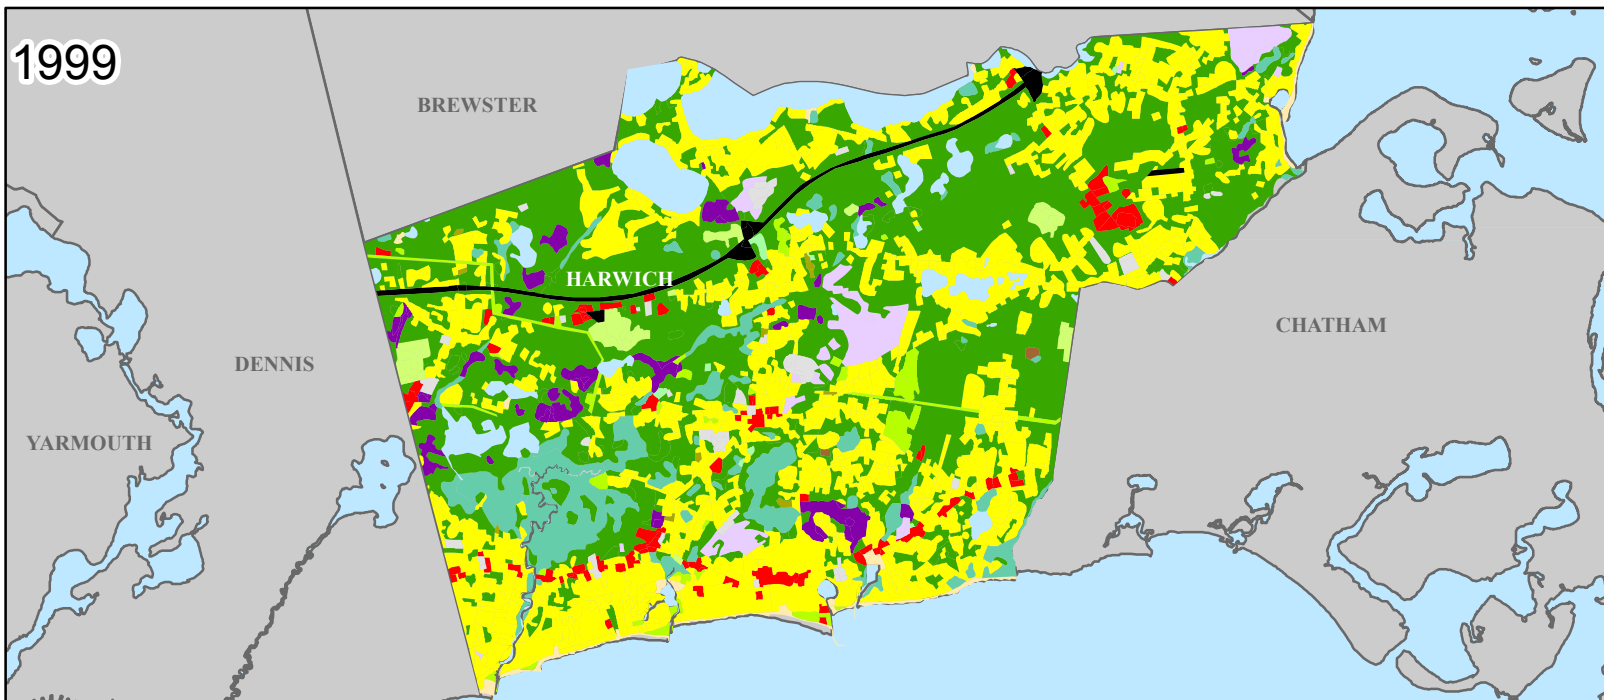 1999
BREWSTER
HARWICH
CHATHAM
DENNIS
YARMOUTH